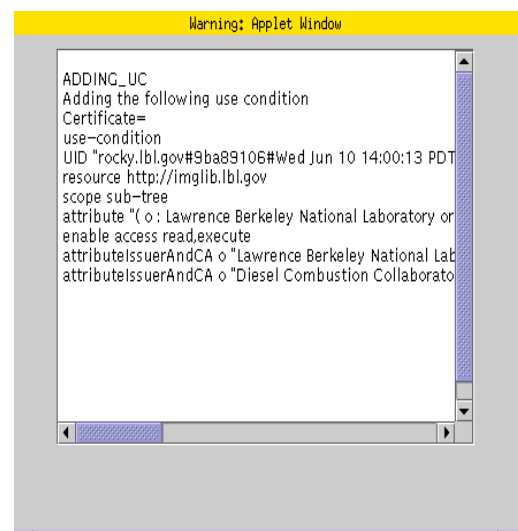 Warning: Applet Window
ADDING_UC
Adding the following use condition
Certificate=
use-condition
UID "rocky.lbl.gov#9ba89106#Wed Jun 10 14:00:13 PDT
resource http://imglib.lbl.gov
scope sub-tree
attribute "( o : Lawrence Berkeley National Laboratory or
enable access read,execute
attributeIssuerAndCA o "Lawrence Berkeley National Lab
attributeIssuerAndCA o "Diesel Combustion Collaborato